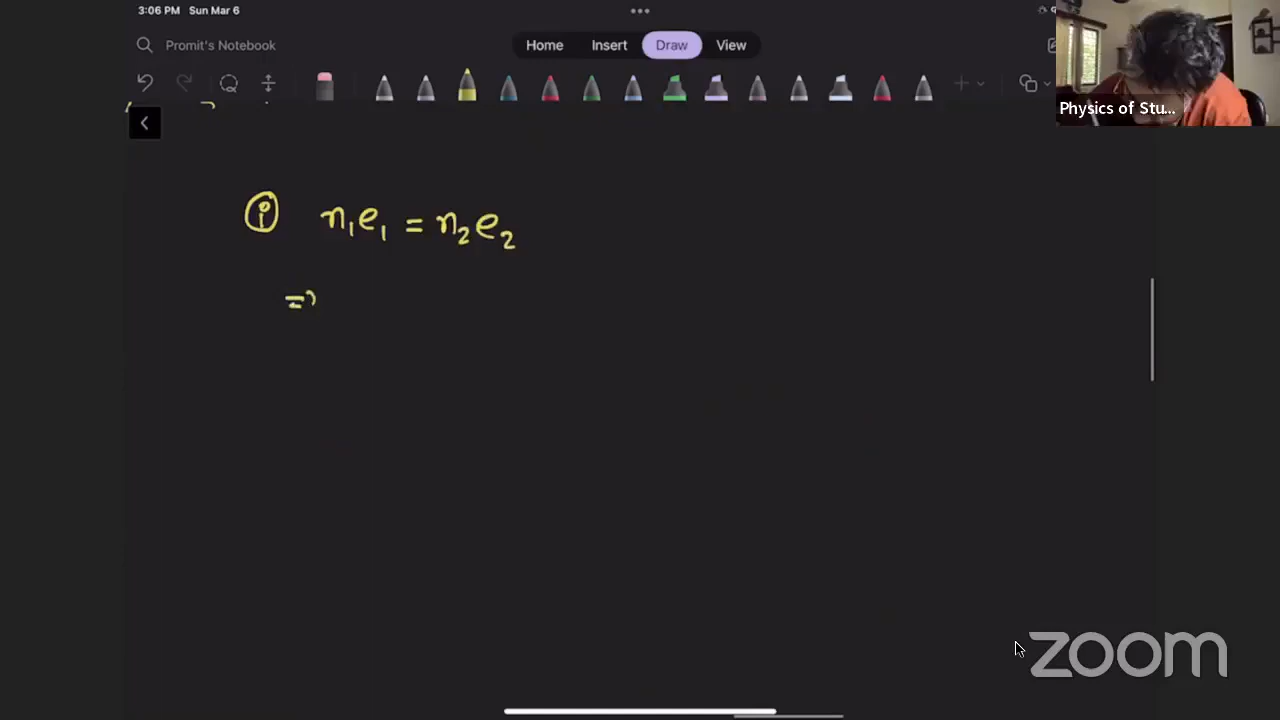 3:06 PM Sun Mar 6
Promit's Notebook
Home Insert Draw View
Physics of Stu...
ⓘ n₁e₁ = n₂e₂
⇒
zoom